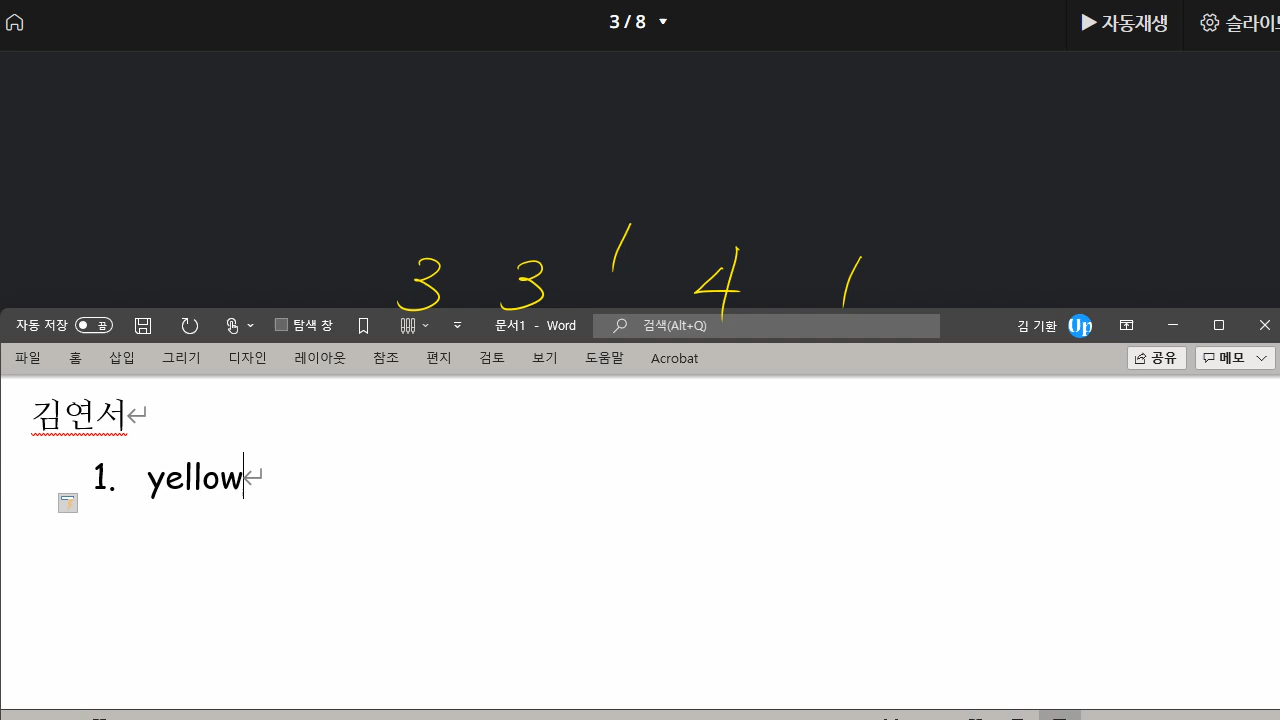 3 / 8 자동재생
3 3 1 4 1
자동 저장 끔 탐색 창 문서1 - Word 검색(Alt+Q) 김 기환 Up
파일 홈 삽입 그리기 디자인 레이아웃 참조 편지 검토 보기 도움말 Acrobat 공유 메모
김연서
1. yellow